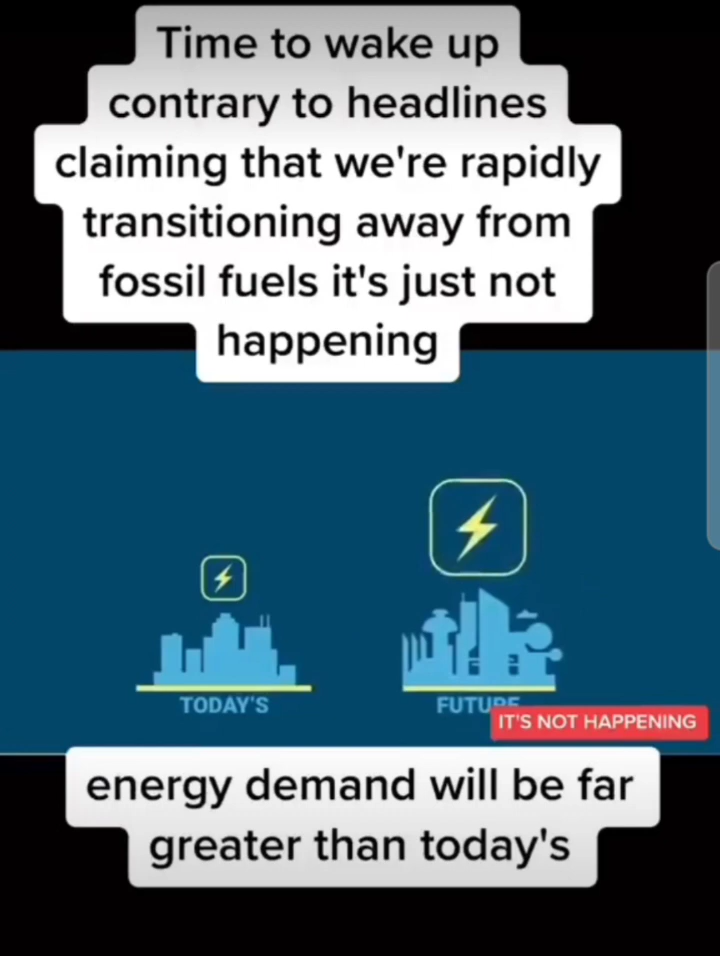 Time to wake up
contrary to headlines
claiming that we're rapidly
transitioning away from
fossil fuels it's just not
happening
TODAY'S
FUTURE
IT'S NOT HAPPENING
energy demand will be far
greater than today's